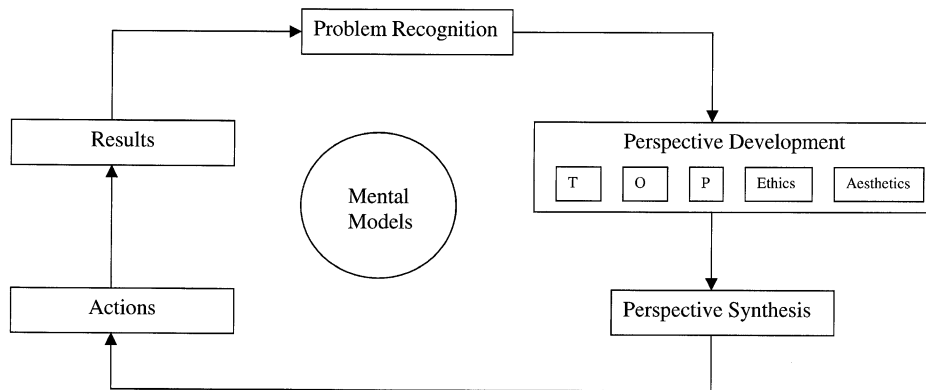 Problem Recognition
Perspective Development
T O P Ethics Aesthetics
Results
Mental
Models
Actions
Perspective Synthesis